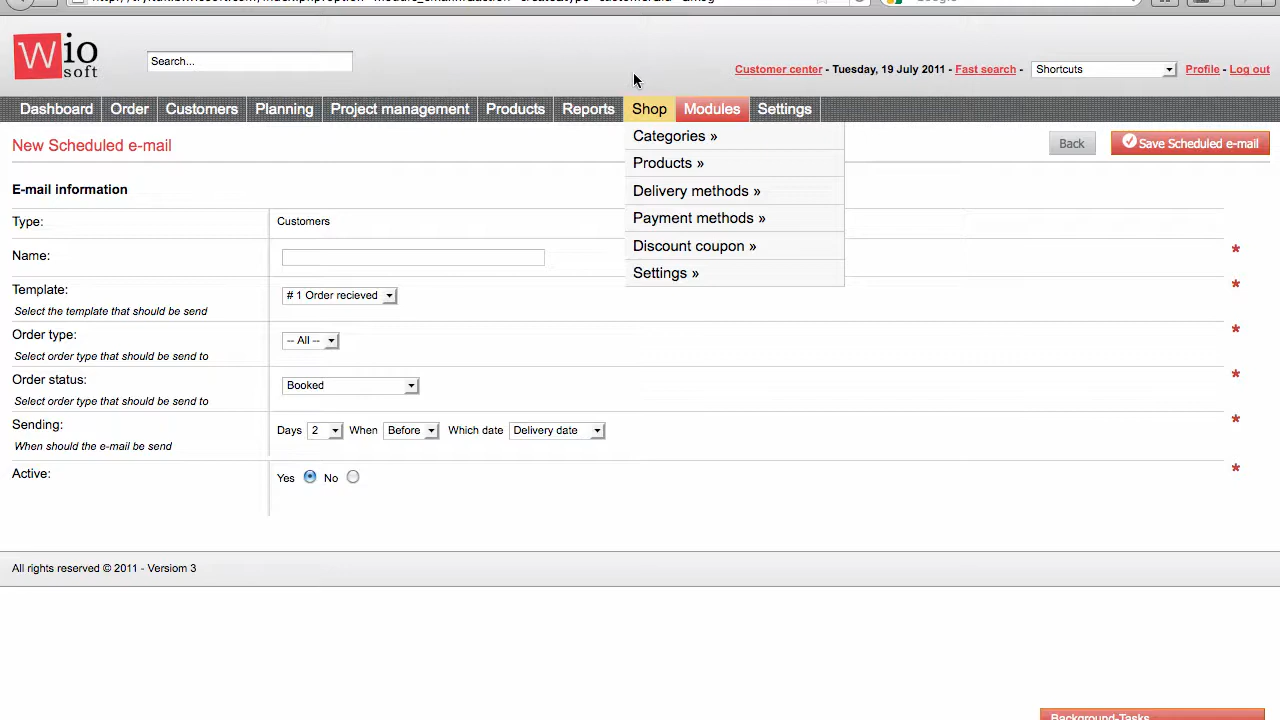 Wio
soft
Search...
Customer center - Tuesday, 19 July 2011 - Fast search - Shortcuts Profile - Log out
Dashboard Order Customers Planning Project management Products Reports Shop Modules Settings
New Scheduled e-mail
Back Save Scheduled e-mail
Categories »
Products »
Delivery methods »
Payment methods »
Discount coupon »
Settings »
E-mail information
Type: Customers
Name: *
Template: # 1 Order recieved *
Select the template that should be send
Order type: -- All -- *
Select order type that should be send to
Order status: Booked *
Select order type that should be send to
Sending: Days 2 When Before Which date Delivery date *
When should the e-mail be send
Active: Yes No *
All rights reserved © 2011 - Versiom 3
Background-Tasks